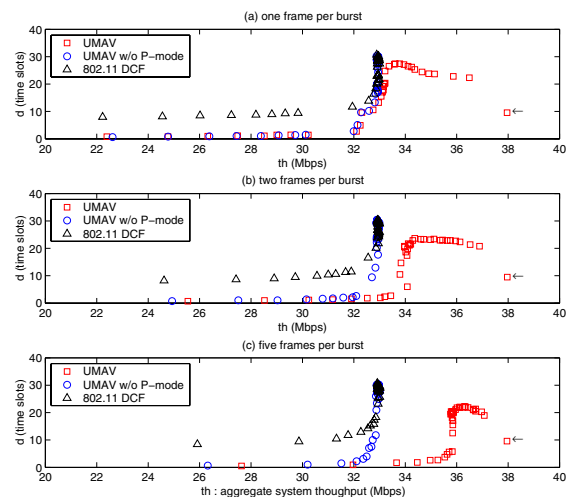 (a) one frame per burst
40
30
20
10
0
d (time slots)
UMAV
UMAV w/o P-mode
802.11 DCF
←
20 22 24 26 28 30 32 34 36 38 40
th (Mbps)
(b) two frames per burst
40
30
20
10
0
d (time slots)
UMAV
UMAV w/o P-mode
802.11 DCF
←
20 22 24 26 28 30 32 34 36 38 40
th (Mbps)
(c) five frames per burst
40
30
20
10
0
d (time slots)
UMAV
UMAV w/o P-mode
802.11 DCF
←
20 22 24 26 28 30 32 34 36 38 40
th : aggregate system thoughput (Mbps)